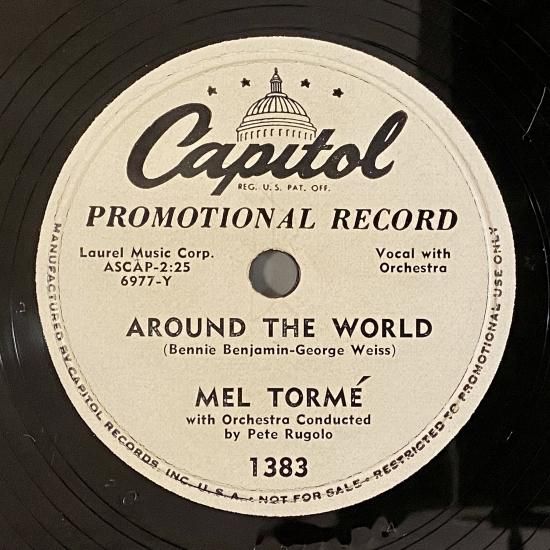 Capitol
REG. U.S. PAT. OFF.
PROMOTIONAL RECORD
Laurel Music Corp.
ASCAP-2:25
6977-Y
Vocal with
Orchestra
AROUND THE WORLD
(Bennie Benjamin-George Weiss)
MEL TORMÉ
with Orchestra Conducted
by Pete Rugolo
1383
MANUFACTURED BY CAPITOL RECORDS, INC. U.S.A. - NOT FOR SALE - RESTRICTED TO PROMOTIONAL USE ONLY